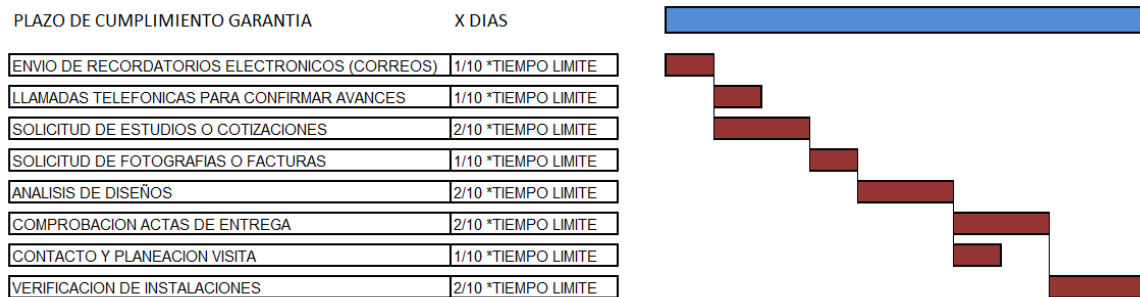 PLAZO DE CUMPLIMIENTO GARANTIA X DIAS
ENVIO DE RECORDATORIOS ELECTRONICOS (CORREOS) 1/10 *TIEMPO LIMITE
LLAMADAS TELEFONICAS PARA CONFIRMAR AVANCES 1/10 *TIEMPO LIMITE
SOLICITUD DE ESTUDIOS O COTIZACIONES 2/10 *TIEMPO LIMITE
SOLICITUD DE FOTOGRAFIAS O FACTURAS 1/10 *TIEMPO LIMITE
ANALISIS DE DISEÑOS 2/10 *TIEMPO LIMITE
COMPROBACION ACTAS DE ENTREGA 2/10 *TIEMPO LIMITE
CONTACTO Y PLANEACION VISITA 1/10 *TIEMPO LIMITE
VERIFICACION DE INSTALACIONES 2/10 *TIEMPO LIMITE